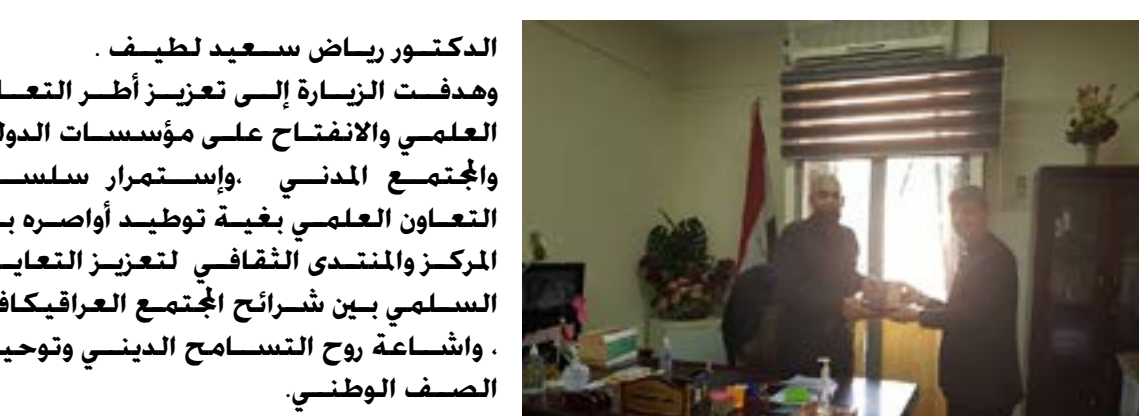 الدكتور رياض سعيد لطيف .
وهدفت الزيارة إلى تعزيز أطر
العلمي والانفتاح على مؤسسات
والمجتمع المدني ،وإستمرار
التعاون العلمي بغية توطيد أواصره
المركز والمنتدى الثقافي لتعزيز
السلمي بين شرائح المجتمع
، واشاعة روح التسامح الديني
الصف الوطني.